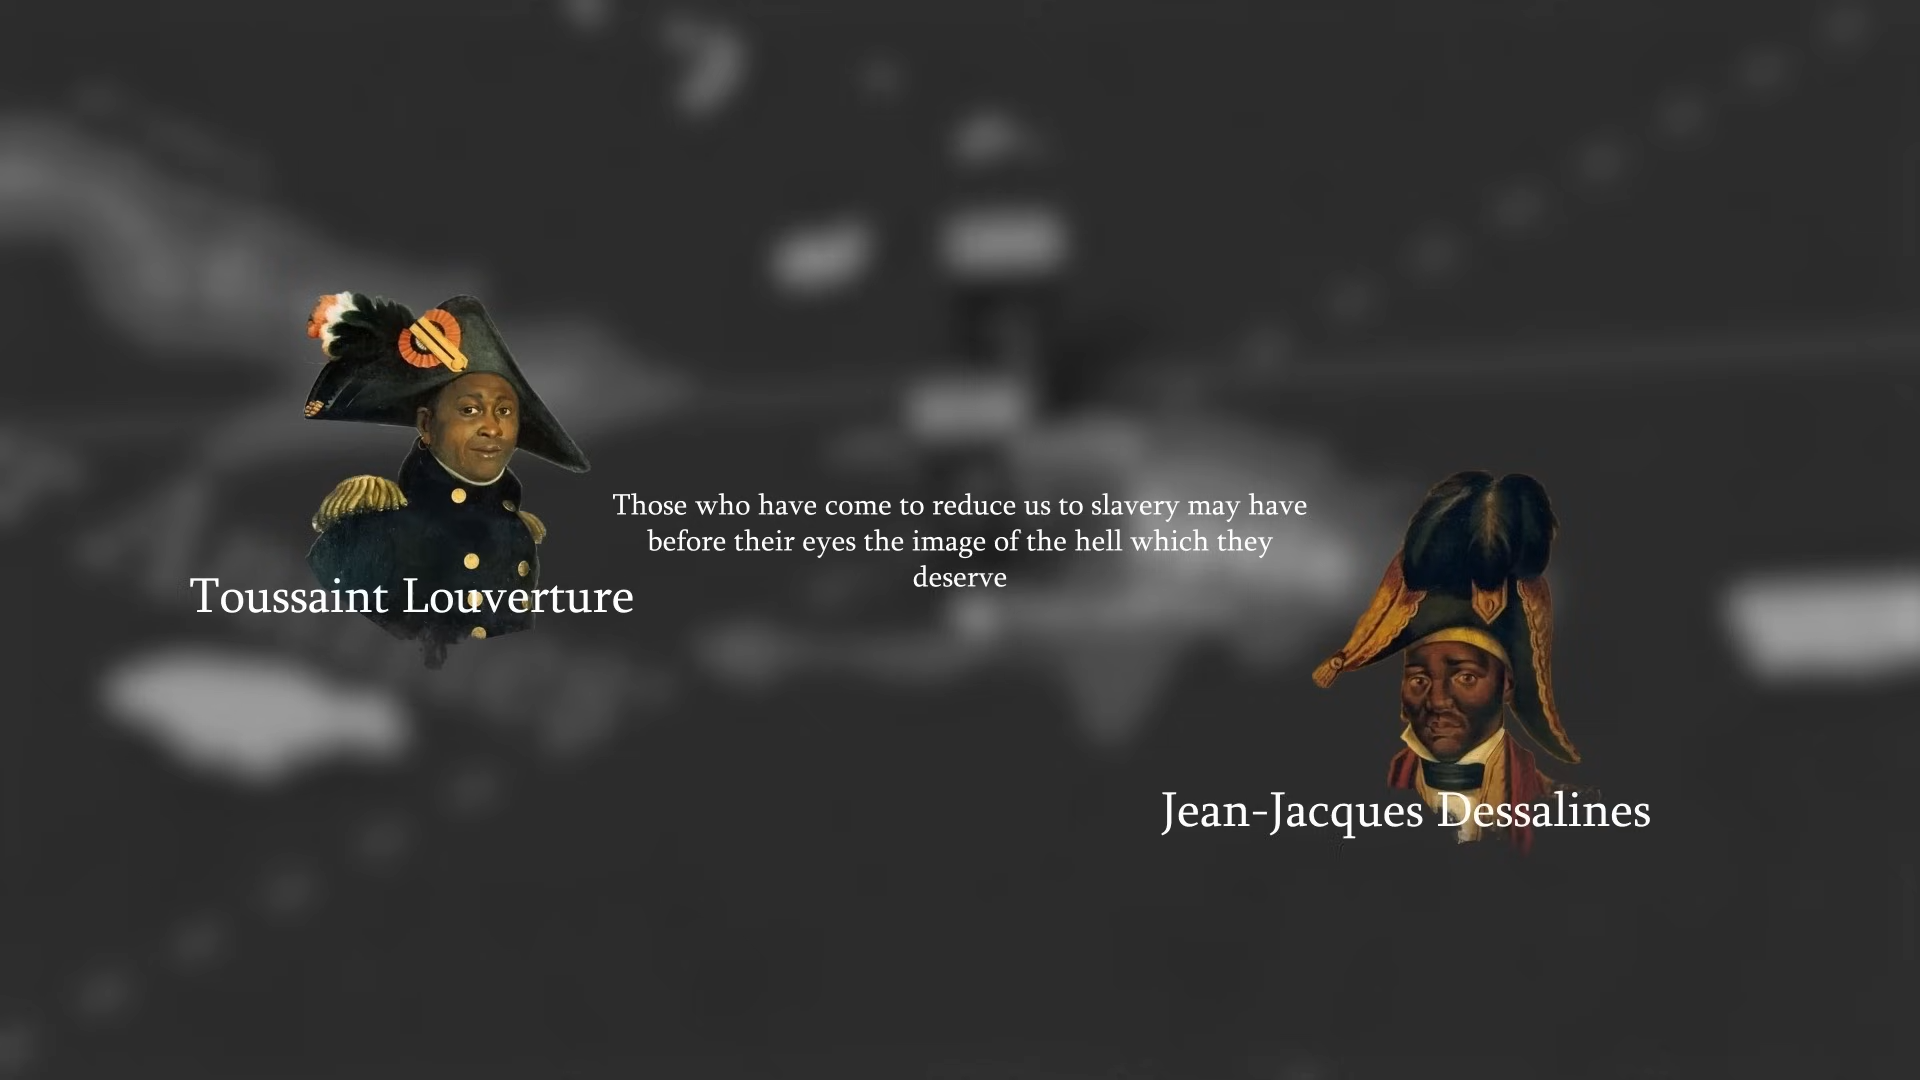 Those who have come to reduce us to slavery may have
before their eyes the image of the hell which they
deserve
Toussaint Louverture
Jean-Jacques Dessalines